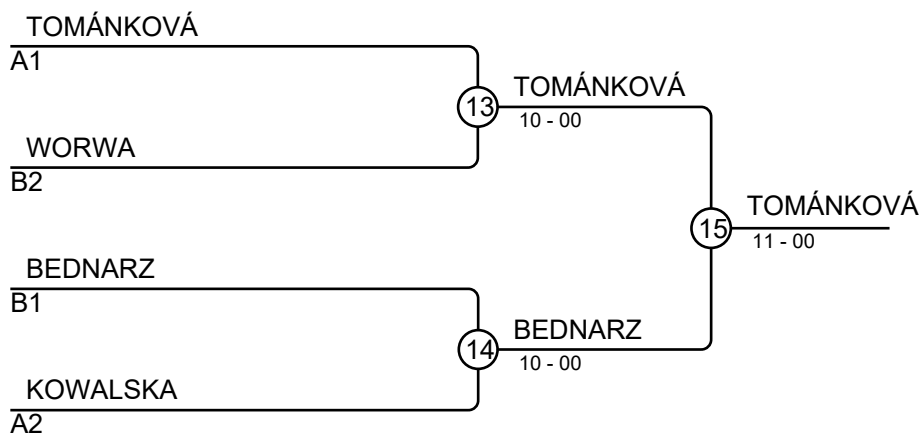 TOMÁNKOVÁ
A1
13
TOMÁNKOVÁ
10 - 00
WORWA
B2
15
TOMÁNKOVÁ
11 - 00
BEDNARZ
B1
14
BEDNARZ
10 - 00
KOWALSKA
A2